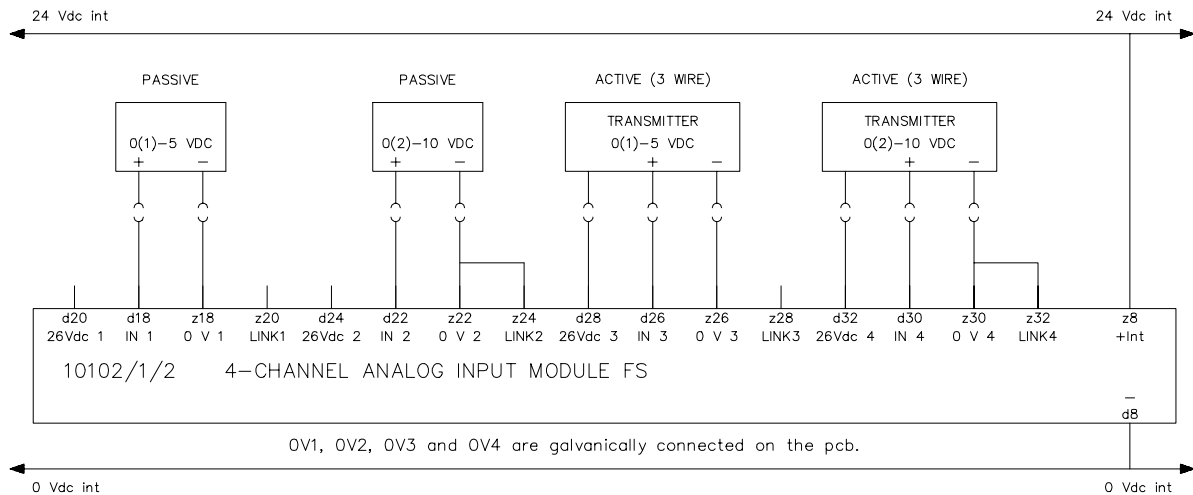 24 Vdc int 24 Vdc int
PASSIVE PASSIVE ACTIVE (3 WIRE) ACTIVE (3 WIRE)
TRANSMITTER TRANSMITTER
0(1)-5 VDC 0(2)-10 VDC 0(1)-5 VDC 0(2)-10 VDC
+ - + - + - + -
d20 d18 z18 z20 d24 d22 z22 z24 d28 d26 z26 z28 d32 d30 z30 z32 z8
26Vdc 1 IN 1 0 V 1 LINK1 26Vdc 2 IN 2 0 V 2 LINK2 26Vdc 3 IN 3 0 V 3 LINK3 26Vdc 4 IN 4 0 V 4 LINK4 +Int
10102/1/2 4-CHANNEL ANALOG INPUT MODULE FS
-
d8
0V1, 0V2, 0V3 and 0V4 are galvanically connected on the pcb.
0 Vdc int 0 Vdc int